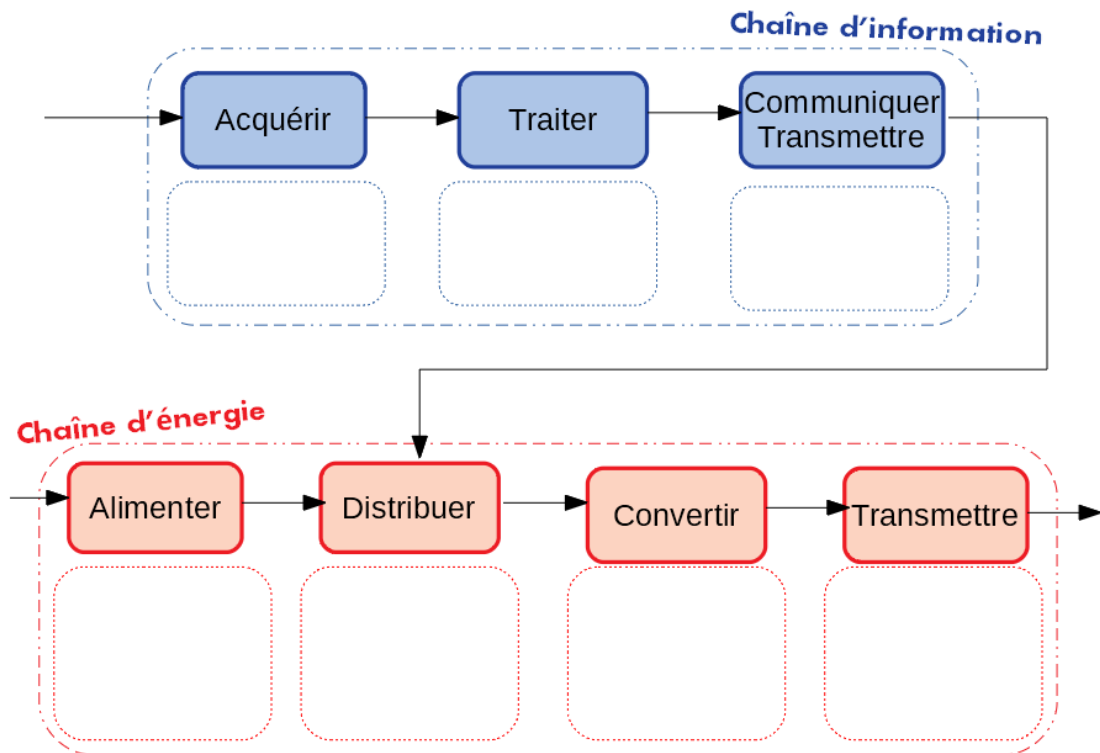 Chaîne d'information
Acquérir
Traiter
Communiquer
Transmettre
Chaîne d'énergie
Alimenter
Distribuer
Convertir
Transmettre